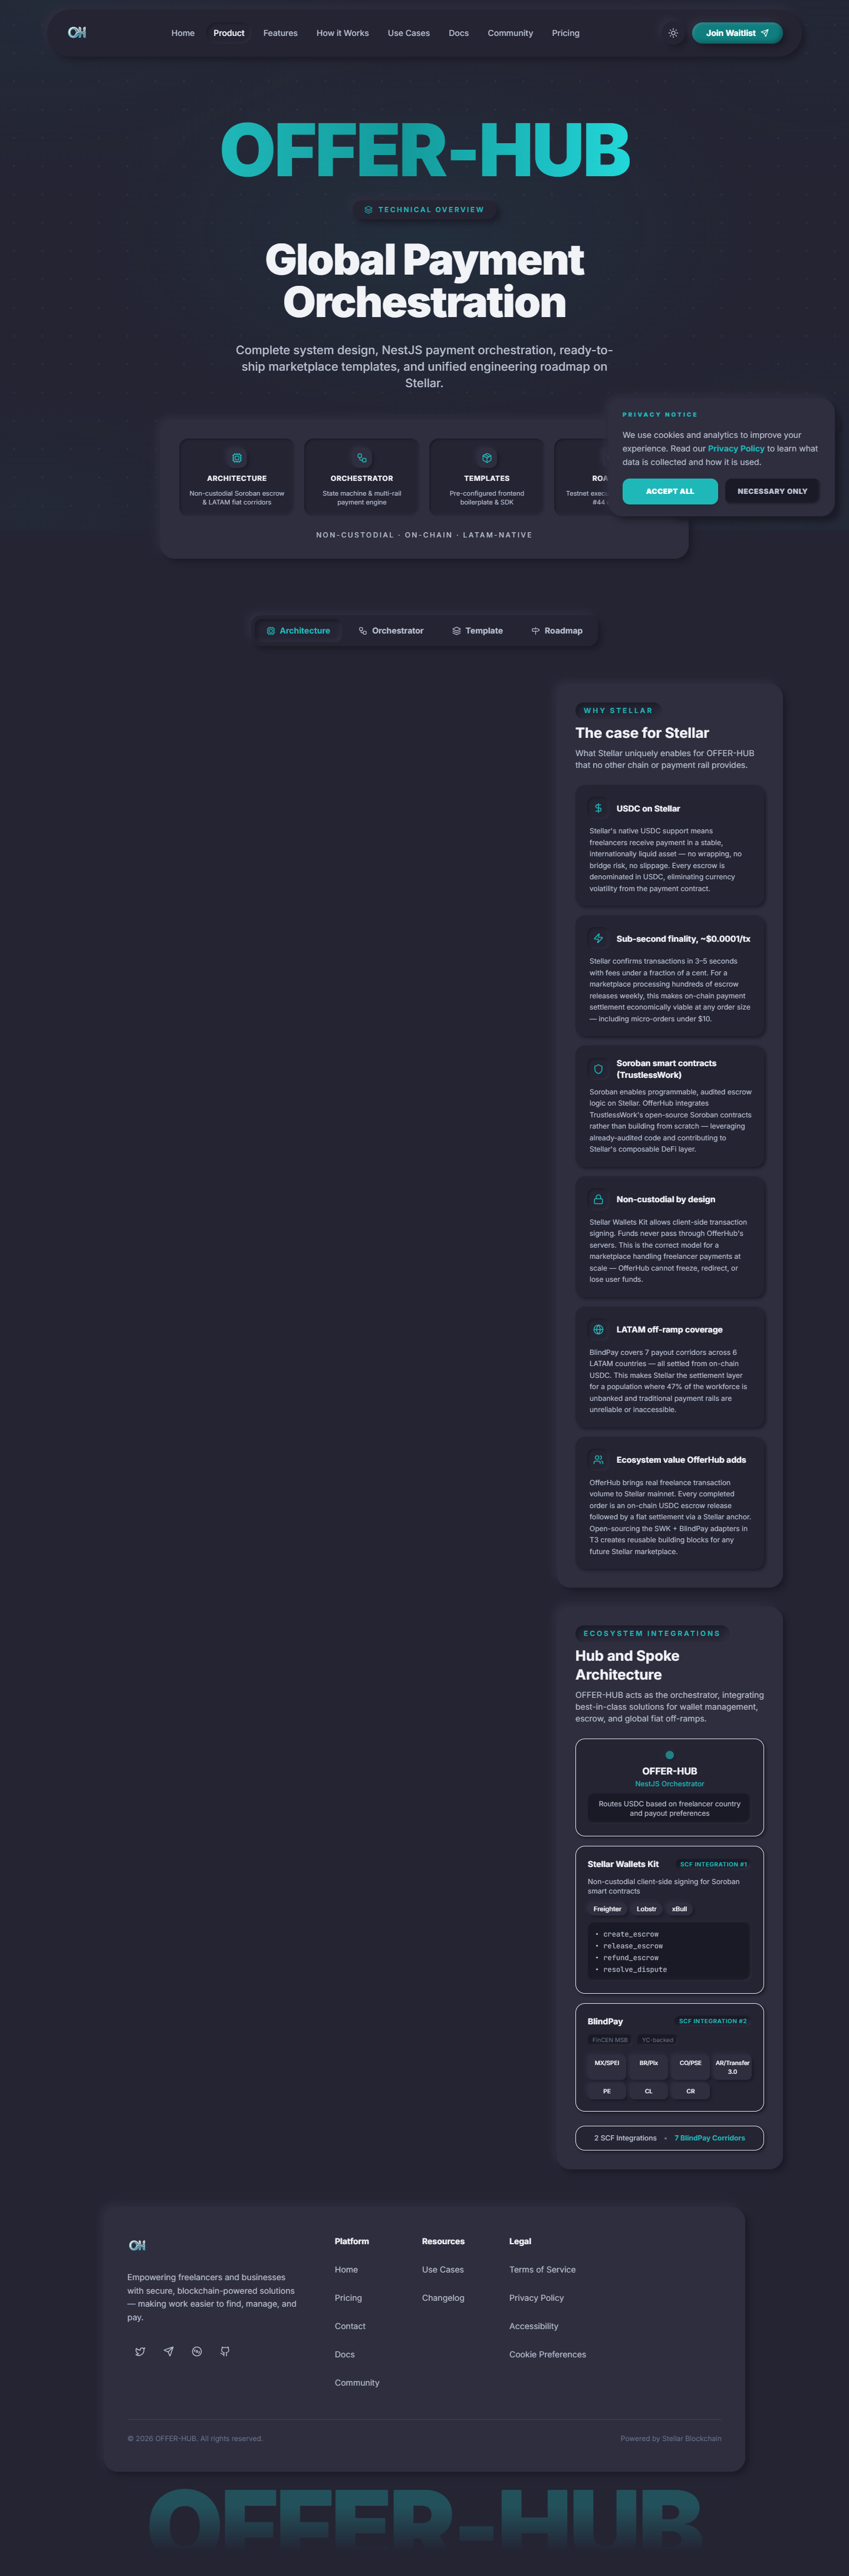 OH
Home Product Features How it Works Use Cases Docs Community Pricing
Join Waitlist
OFFER-HUB
TECHNICAL OVERVIEW
Global Payment
Orchestration
Complete system design, NestJS payment orchestration, ready-to-
ship marketplace templates, and unified engineering roadmap on
Stellar.
PRIVACY NOTICE
We use cookies and analytics to improve your
experience. Read our Privacy Policy to learn what
data is collected and how it is used.
ACCEPT ALL NECESSARY ONLY
ARCHITECTURE
Non-custodial Soroban escrow
& LATAM fiat corridors
ORCHESTRATOR
State machine & multi-rail
payment engine
TEMPLATES
Pre-configured frontend
boilerplate & SDK
ROA
Testnet execu
#44
NON-CUSTODIAL · ON-CHAIN · LATAM-NATIVE
Architecture Orchestrator Template Roadmap
WHY STELLAR
The case for Stellar
What Stellar uniquely enables for OFFER-HUB
that no other chain or payment rail provides.
USDC on Stellar
Stellar's native USDC support means
freelancers receive payment in a stable,
internationally liquid asset — no wrapping, no
bridge risk, no slippage. Every escrow is
denominated in USDC, eliminating currency
volatility from the payment contract.
Sub-second finality, ~$0.0001/tx
Stellar confirms transactions in 3–5 seconds
with fees under a fraction of a cent. For a
marketplace processing hundreds of escrow
releases weekly, this makes on-chain payment
settlement economically viable at any order size
— including micro-orders under $10.
Soroban smart contracts
(TrustlessWork)
Soroban enables programmable, audited escrow
logic on Stellar. OfferHub integrates
TrustlessWork's open-source Soroban contracts
rather than building from scratch — leveraging
already-audited code and contributing to
Stellar's composable DeFi layer.
Non-custodial by design
Stellar Wallets Kit allows client-side transaction
signing. Funds never pass through OfferHub's
servers. This is the correct model for a
marketplace handling freelancer payments at
scale — OfferHub cannot freeze, redirect, or
lose user funds.
LATAM off-ramp coverage
BlindPay covers 7 payout corridors across 6
LATAM countries — all settled from on-chain
USDC. This makes Stellar the settlement layer
for a population where 47% of the workforce is
unbanked and traditional payment rails are
unreliable or inaccessible.
Ecosystem value OfferHub adds
OfferHub brings real freelance transaction
volume to Stellar mainnet. Every completed
order is an on-chain USDC escrow release
followed by a fiat settlement via a Stellar anchor.
Open-sourcing the SWK + BlindPay adapters in
T3 creates reusable building blocks for any
future Stellar marketplace.
ECOSYSTEM INTEGRATIONS
Hub and Spoke
Architecture
OFFER-HUB acts as the orchestrator, integrating
best-in-class solutions for wallet management,
escrow, and global fiat off-ramps.
OFFER-HUB
NestJS Orchestrator
Routes USDC based on freelancer country
and payout preferences
Stellar Wallets Kit SCF INTEGRATION #1
Non-custodial client-side signing for Soroban
smart contracts
Freighter Lobstr xBull
• create_escrow
• release_escrow
• refund_escrow
• resolve_dispute
BlindPay SCF INTEGRATION #2
FinCEN MSB YC-backed
MX/SPEI BR/Pix CO/PSE AR/Transfer
3.0
PE CL CR
2 SCF Integrations • 7 BlindPay Corridors
OH
Empowering freelancers and businesses
with secure, blockchain-powered solutions
— making work easier to find, manage, and
pay.
Platform
Home
Pricing
Contact
Docs
Community
Resources
Use Cases
Changelog
Legal
Terms of Service
Privacy Policy
Accessibility
Cookie Preferences
© 2026 OFFER-HUB. All rights reserved.
Powered by Stellar Blockchain
OFFER-HUB